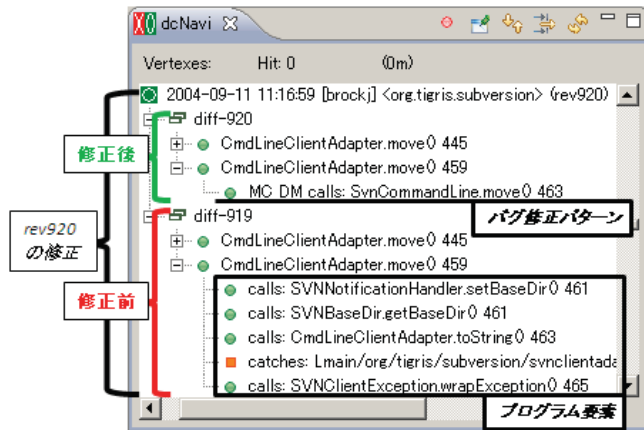 dcNavi
Vertexes: Hit: 0 (0m)
2004-09-11 11:16:59 [brockj] <org.tigris.subversion> (rev920)
diff-920
修正後
CmdLineClientAdapter.move() 445
CmdLineClientAdapter.move() 459
MC_DM calls: SvnCommandLine.move() 463
バグ修正パターン
diff-919
rev920
の修正
CmdLineClientAdapter.move() 445
CmdLineClientAdapter.move() 459
修正前
calls: SVNNotificationHandler.setBaseDir() 461
calls: SVNBaseDir.getBaseDir() 461
calls: CmdLineClientAdapter.toString() 463
catches: Lmain/org/tigris/subversion/svnclientada
calls: SVNClientException.wrapException() 465
プログラム要素